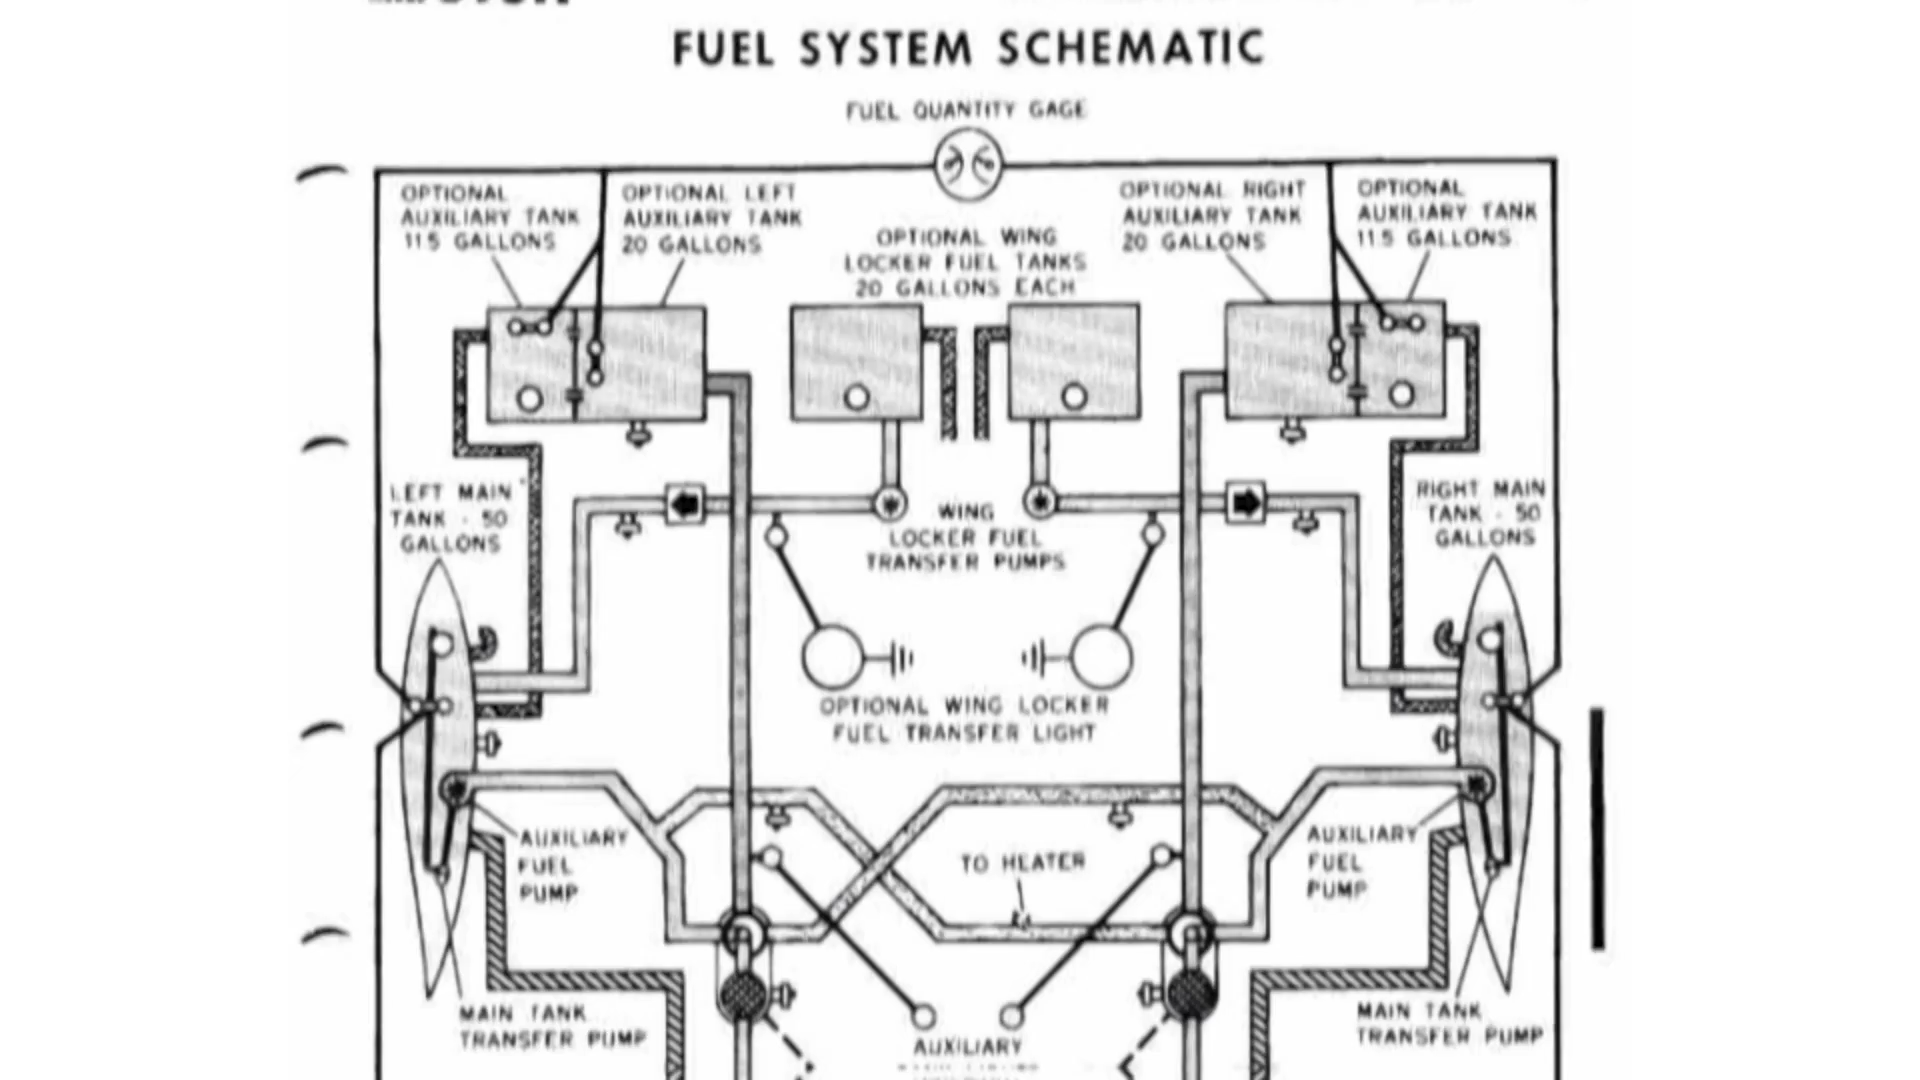 FUEL SYSTEM SCHEMATIC
FUEL QUANTITY GAGE
OPTIONAL
AUXILIARY TANK
11.5 GALLONS
OPTIONAL LEFT
AUXILIARY TANK
20 GALLONS
OPTIONAL WING
LOCKER FUEL TANKS
20 GALLONS EACH
OPTIONAL RIGHT
AUXILIARY TANK
20 GALLONS
OPTIONAL
AUXILIARY TANK
11.5 GALLONS
LEFT MAIN
TANK - 50
GALLONS
WING
LOCKER FUEL
TRANSFER PUMPS
RIGHT MAIN
TANK - 50
GALLONS
OPTIONAL WING LOCKER
FUEL TRANSFER LIGHT
AUXILIARY
FUEL
PUMP
TO HEATER
AUXILIARY
FUEL
PUMP
MAIN TANK
TRANSFER PUMP
AUXILIARY
MAIN TANK
TRANSFER PUMP